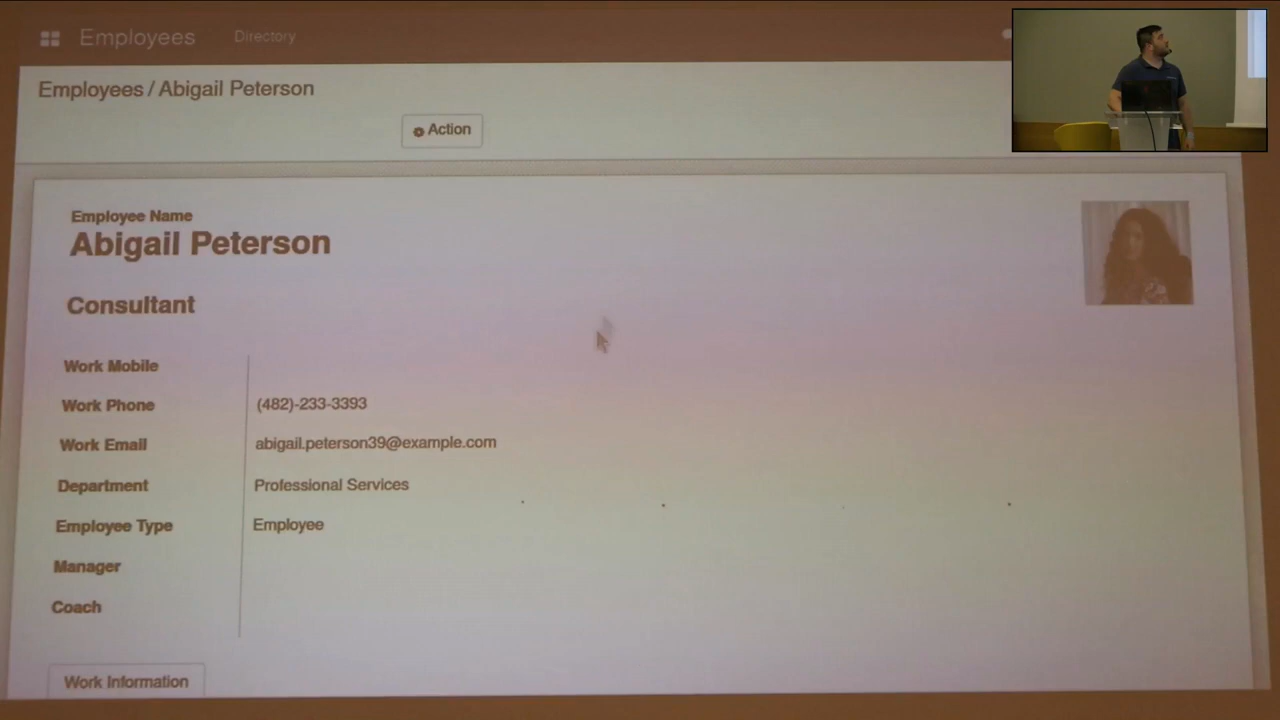 Employees Directory
Employees / Abigail Peterson
Action
Employee Name
Abigail Peterson
Consultant
Work Mobile
Work Phone (482)-233-3393
Work Email abigail.peterson39@example.com
Department Professional Services
Employee Type Employee
Manager
Coach
Work Information